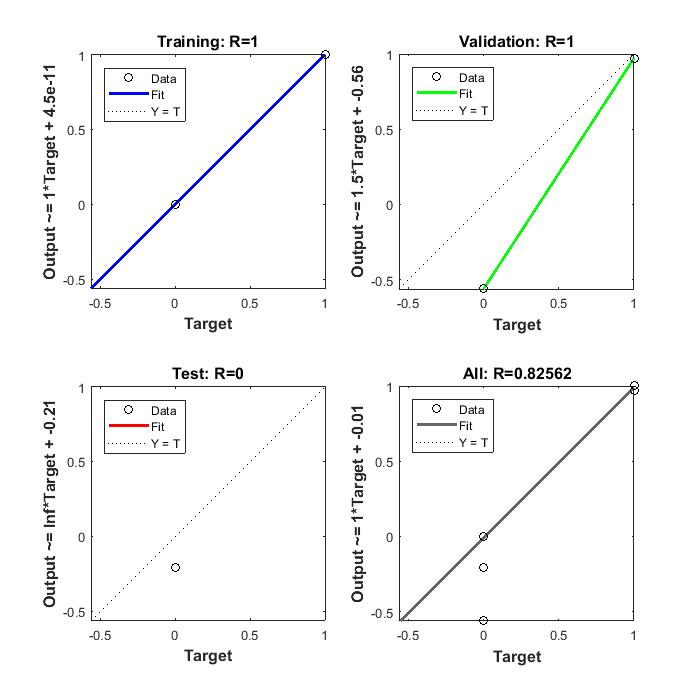 Training: R=1
Output ~= 1*Target + 4.5e-11
1
0.5
0
-0.5
Data
Fit
Y = T
-0.5 0 0.5 1
Target
Validation: R=1
Output ~= 1.5*Target + -0.56
1
0.5
0
-0.5
Data
Fit
Y = T
-0.5 0 0.5 1
Target
Test: R=0
Output ~= Inf*Target + -0.21
1
0.5
0
-0.5
Data
Fit
Y = T
-0.5 0 0.5 1
Target
All: R=0.82562
Output ~= 1*Target + -0.01
1
0.5
0
-0.5
Data
Fit
Y = T
-0.5 0 0.5 1
Target